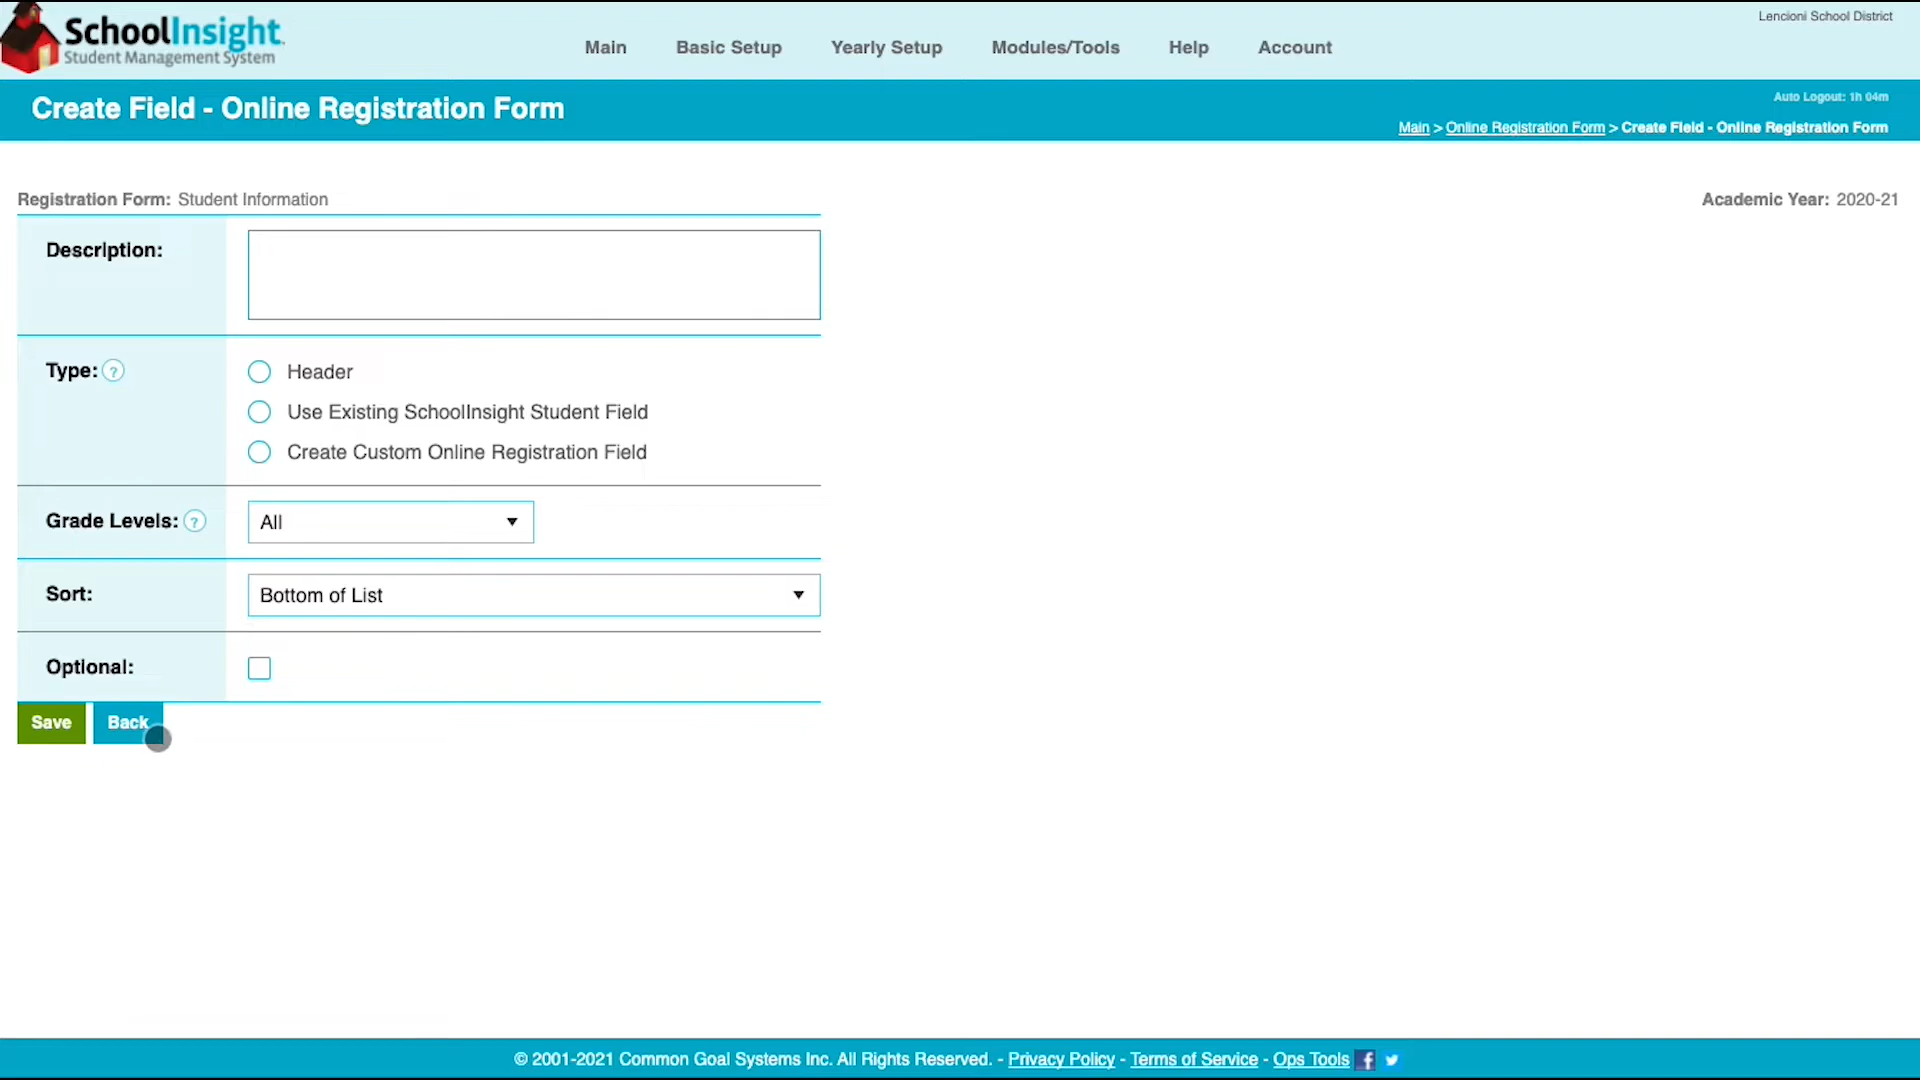 SchoolInsight
Student Management System
Lencioni School District
Main
Basic Setup
Yearly Setup
Modules/Tools
Help
Account
Create Field - Online Registration Form
Auto Logout: 1h 04m
Main > Online Registration Form > Create Field - Online Registration Form
Registration Form: Student Information
Academic Year: 2020-21
Description:
Type: ?
Header
Use Existing SchoolInsight Student Field
Create Custom Online Registration Field
Grade Levels: ?
All
Sort:
Bottom of List
Optional:
Save
Back
© 2001-2021 Common Goal Systems Inc. All Rights Reserved. - Privacy Policy - Terms of Service - Ops Tools